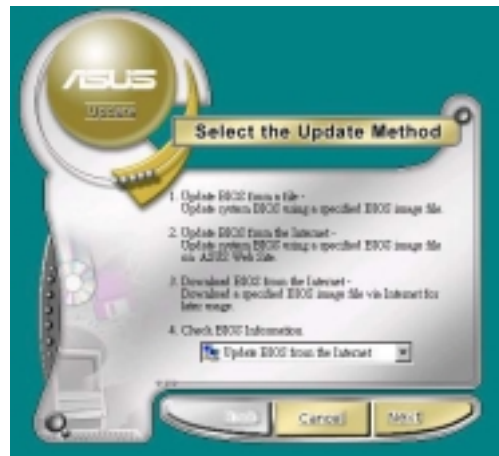 ASUS
Update
Select the Update Method
1. Update BIOS from a file -
Update system BIOS using a specified BIOS image file.
2. Update BIOS from the Internet -
Update system BIOS using a specified BIOS image file
on ASUS Web Site.
3. Download BIOS from the Internet -
Download a specified BIOS image file via Internet for
later usage.
4. Check BIOS Information
Update BIOS from the Internet
Back
Cancel
Next